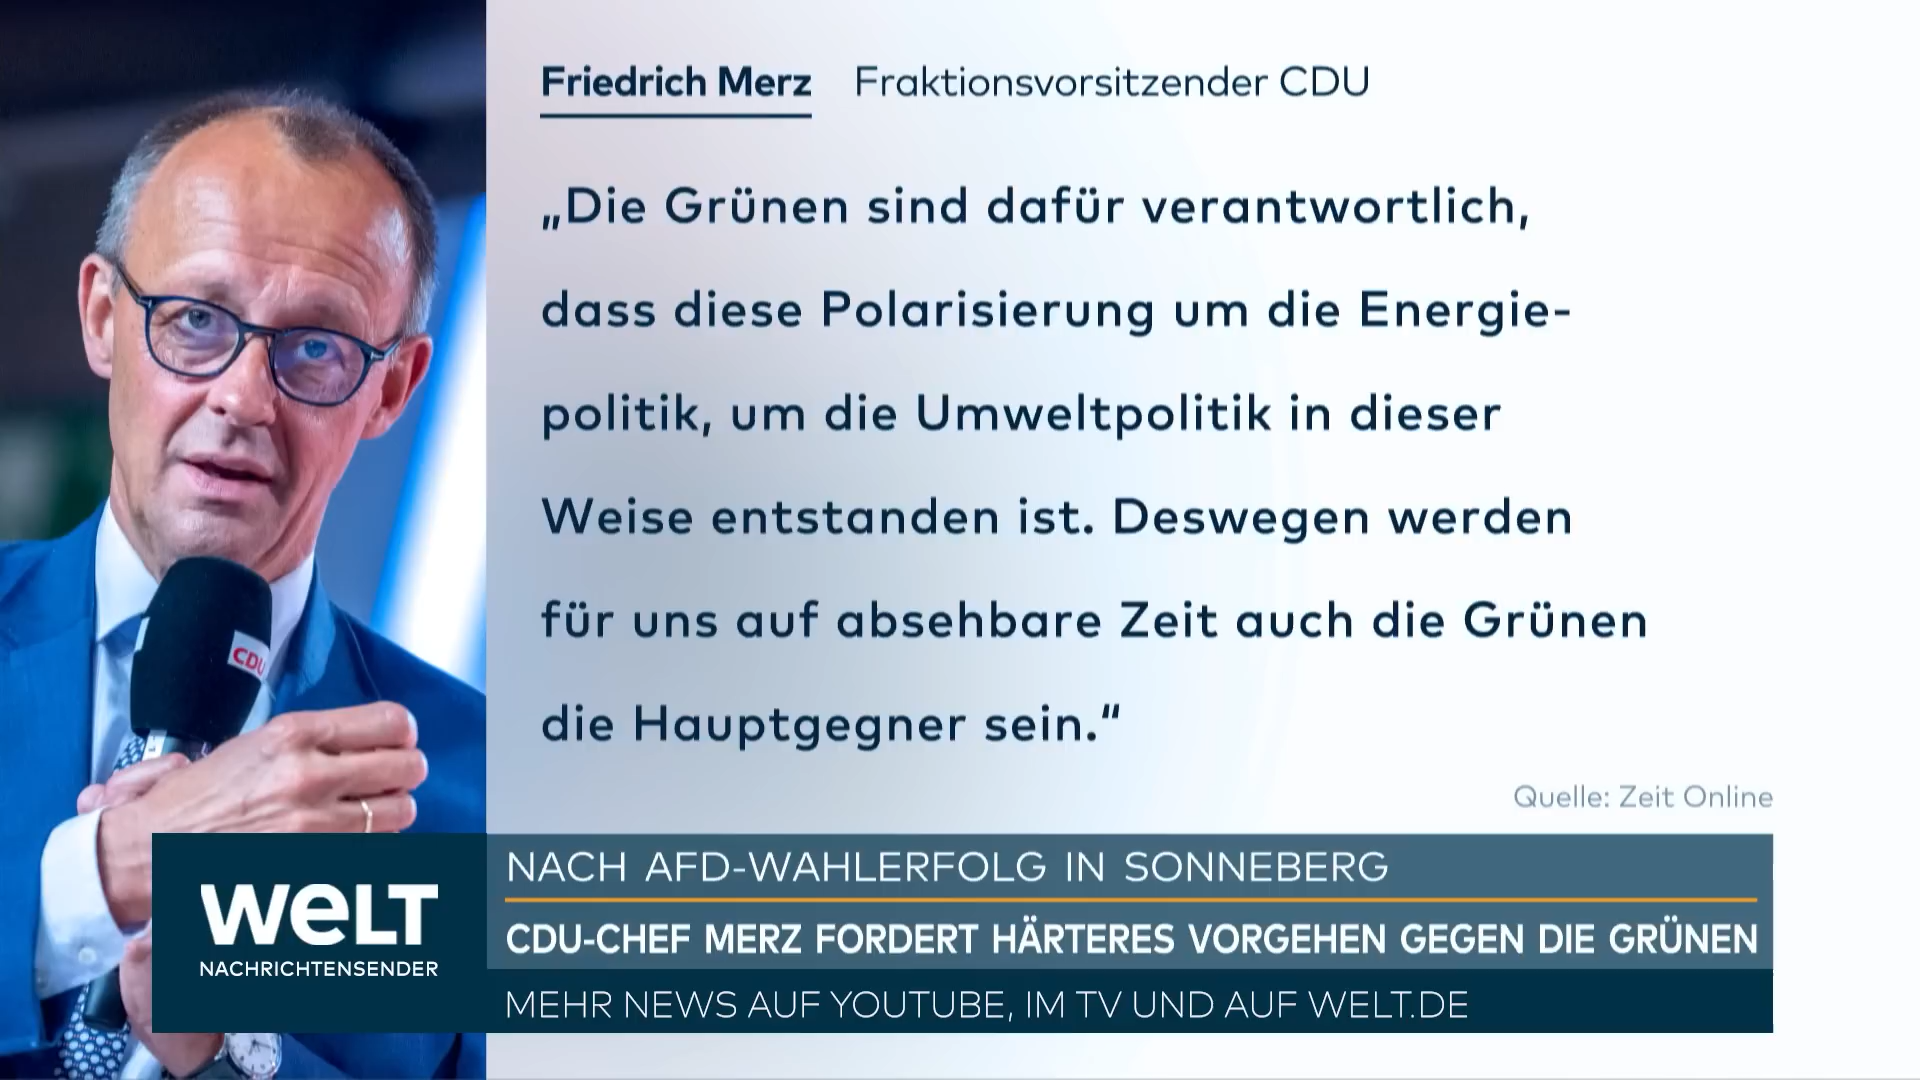 Friedrich Merz Fraktionsvorsitzender CDU
„Die Grünen sind dafür verantwortlich,
dass diese Polarisierung um die Energie-
politik, um die Umweltpolitik in dieser
Weise entstanden ist. Deswegen werden
für uns auf absehbare Zeit auch die Grünen
die Hauptgegner sein.“
Quelle: Zeit Online
CDU
NACH AFD-WAHLERFOLG IN SONNEBERG
CDU-CHEF MERZ FORDERT HÄRTERES VORGEHEN GEGEN DIE GRÜNEN
MEHR NEWS AUF YOUTUBE, IM TV UND AUF WELT.DE
WELT
NACHRICHTENSENDER